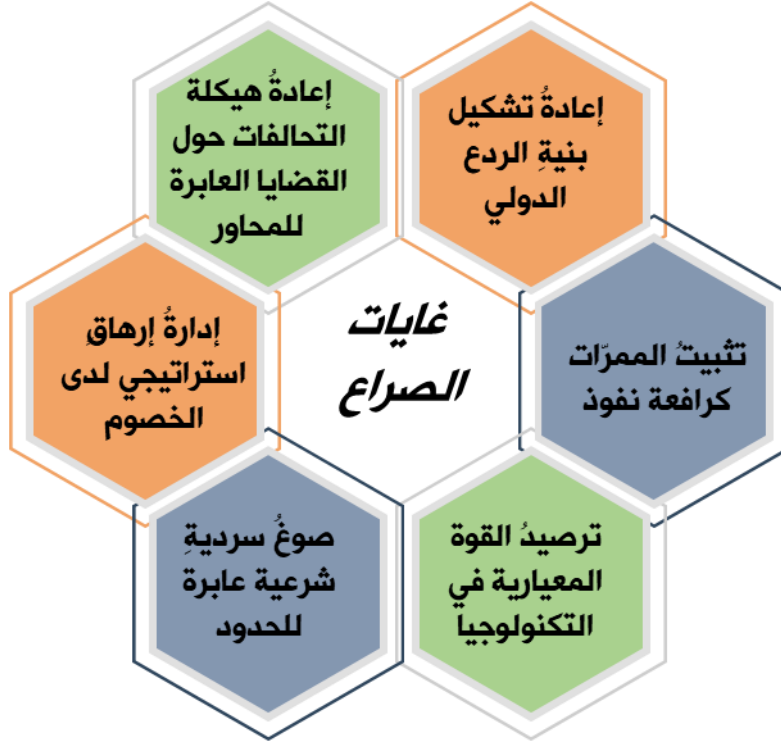 غايات
الصراع
إعادةُ تشكيل
بنيةِ الردع
الدولي
تثبيتُ الممرّات
كرافعة نفوذ
ترصيدُ القوة
المعيارية في
التكنولوجيا
صوغُ سرديةِ
شرعية عابرة
للحدود
إدارةُ إرهاقٍ
استراتيجي لدى
الخصوم
إعادةُ هيكلة
التحالفات حول
القضايا العابرة
للمحاور